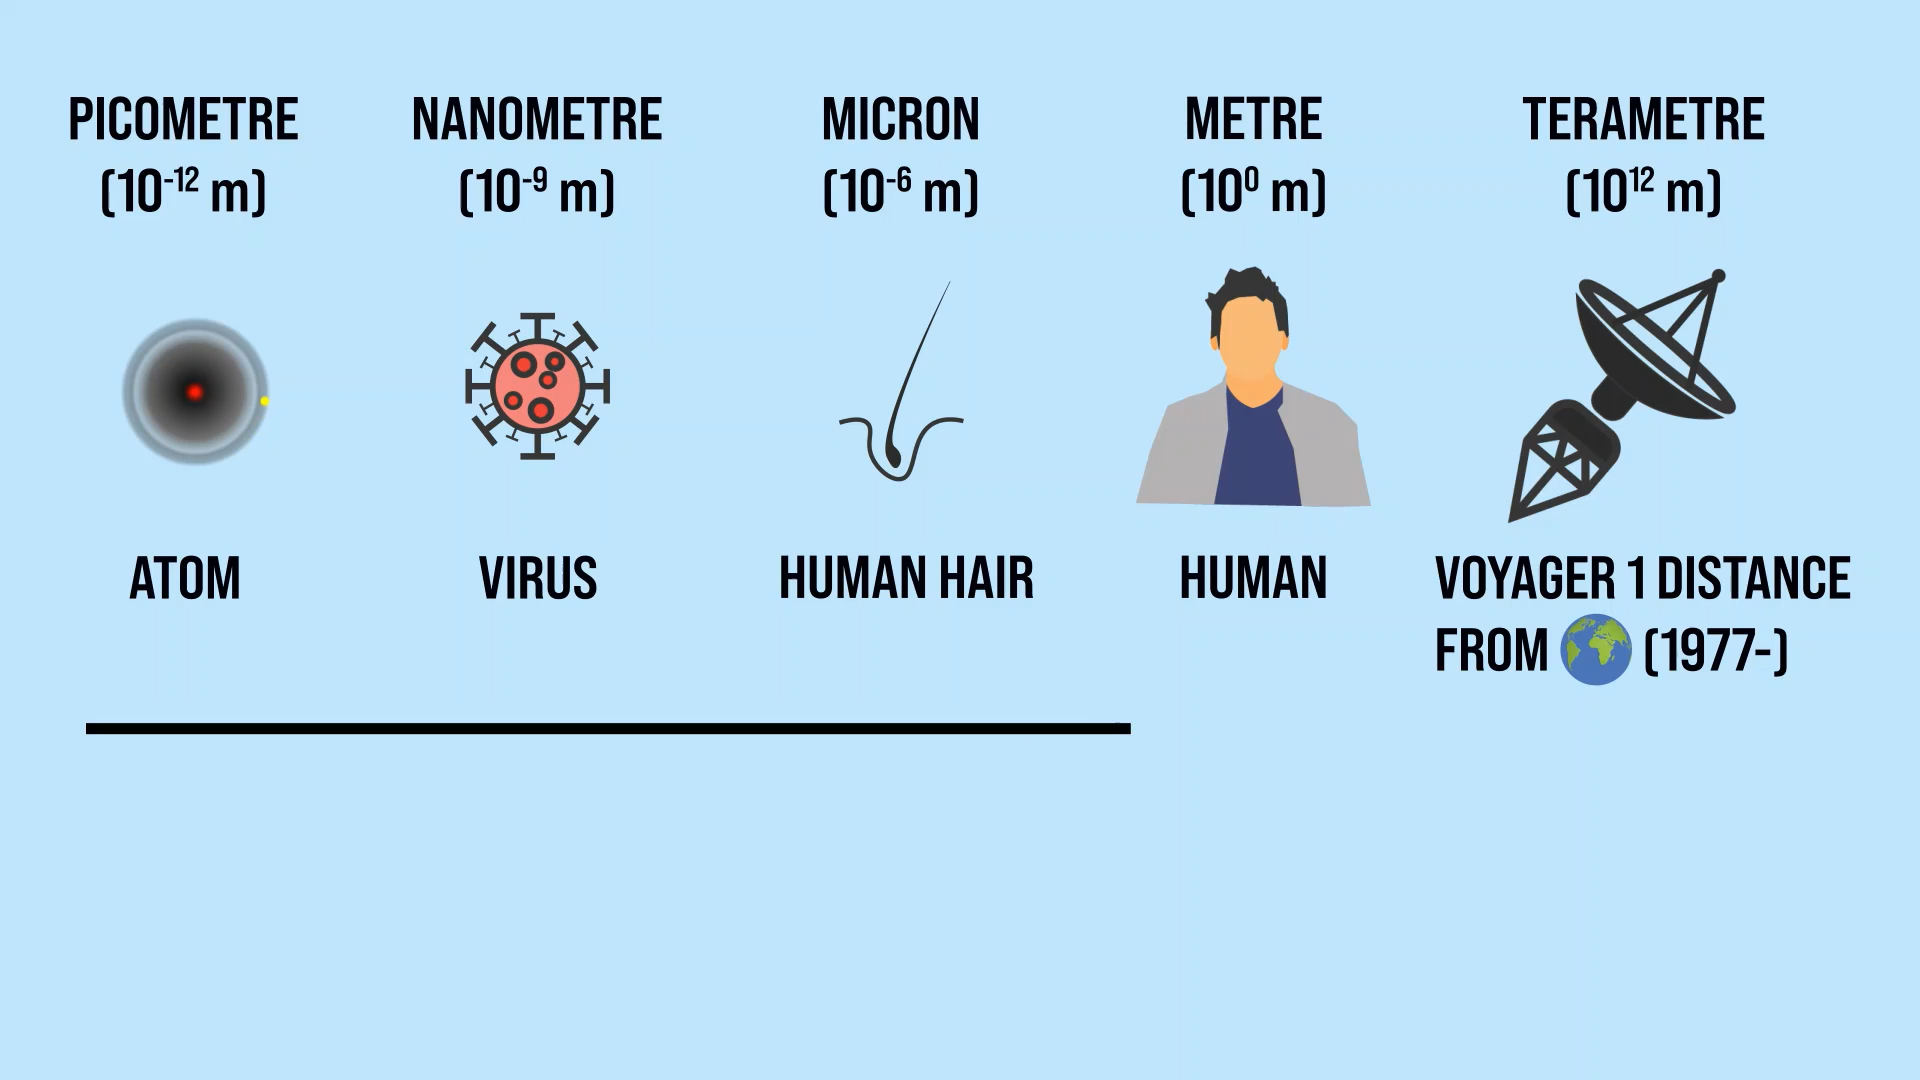 PICOMETRE
(10⁻¹² m)
NANOMETRE
(10⁻⁹ m)
MICRON
(10⁻⁶ m)
METRE
(10⁰ m)
TERAMETRE
(10¹² m)
ATOM
VIRUS
HUMAN HAIR
HUMAN
VOYAGER 1 DISTANCE
FROM (1977-)